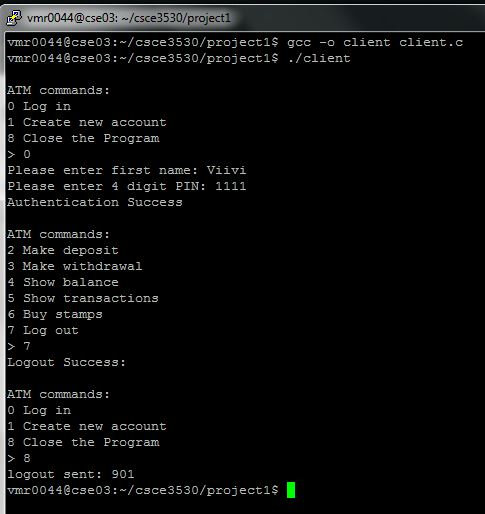 vmr0044@cse03:~/csce3530/project1
vmr0044@cse03:~/csce3530/project1$ gcc -o client client.c
vmr0044@cse03:~/csce3530/project1$ ./client
ATM commands:
0 Log in
1 Create new account
8 Close the Program
> 0
Please enter first name: Viivi
Please enter 4 digit PIN: 1111
Authentication Success
ATM commands:
2 Make deposit
3 Make withdrawal
4 Show balance
5 Show transactions
6 Buy stamps
7 Log out
> 7
Logout Success:
ATM commands:
0 Log in
1 Create new account
8 Close the Program
> 8
logout sent: 901
vmr0044@cse03:~/csce3530/project1$